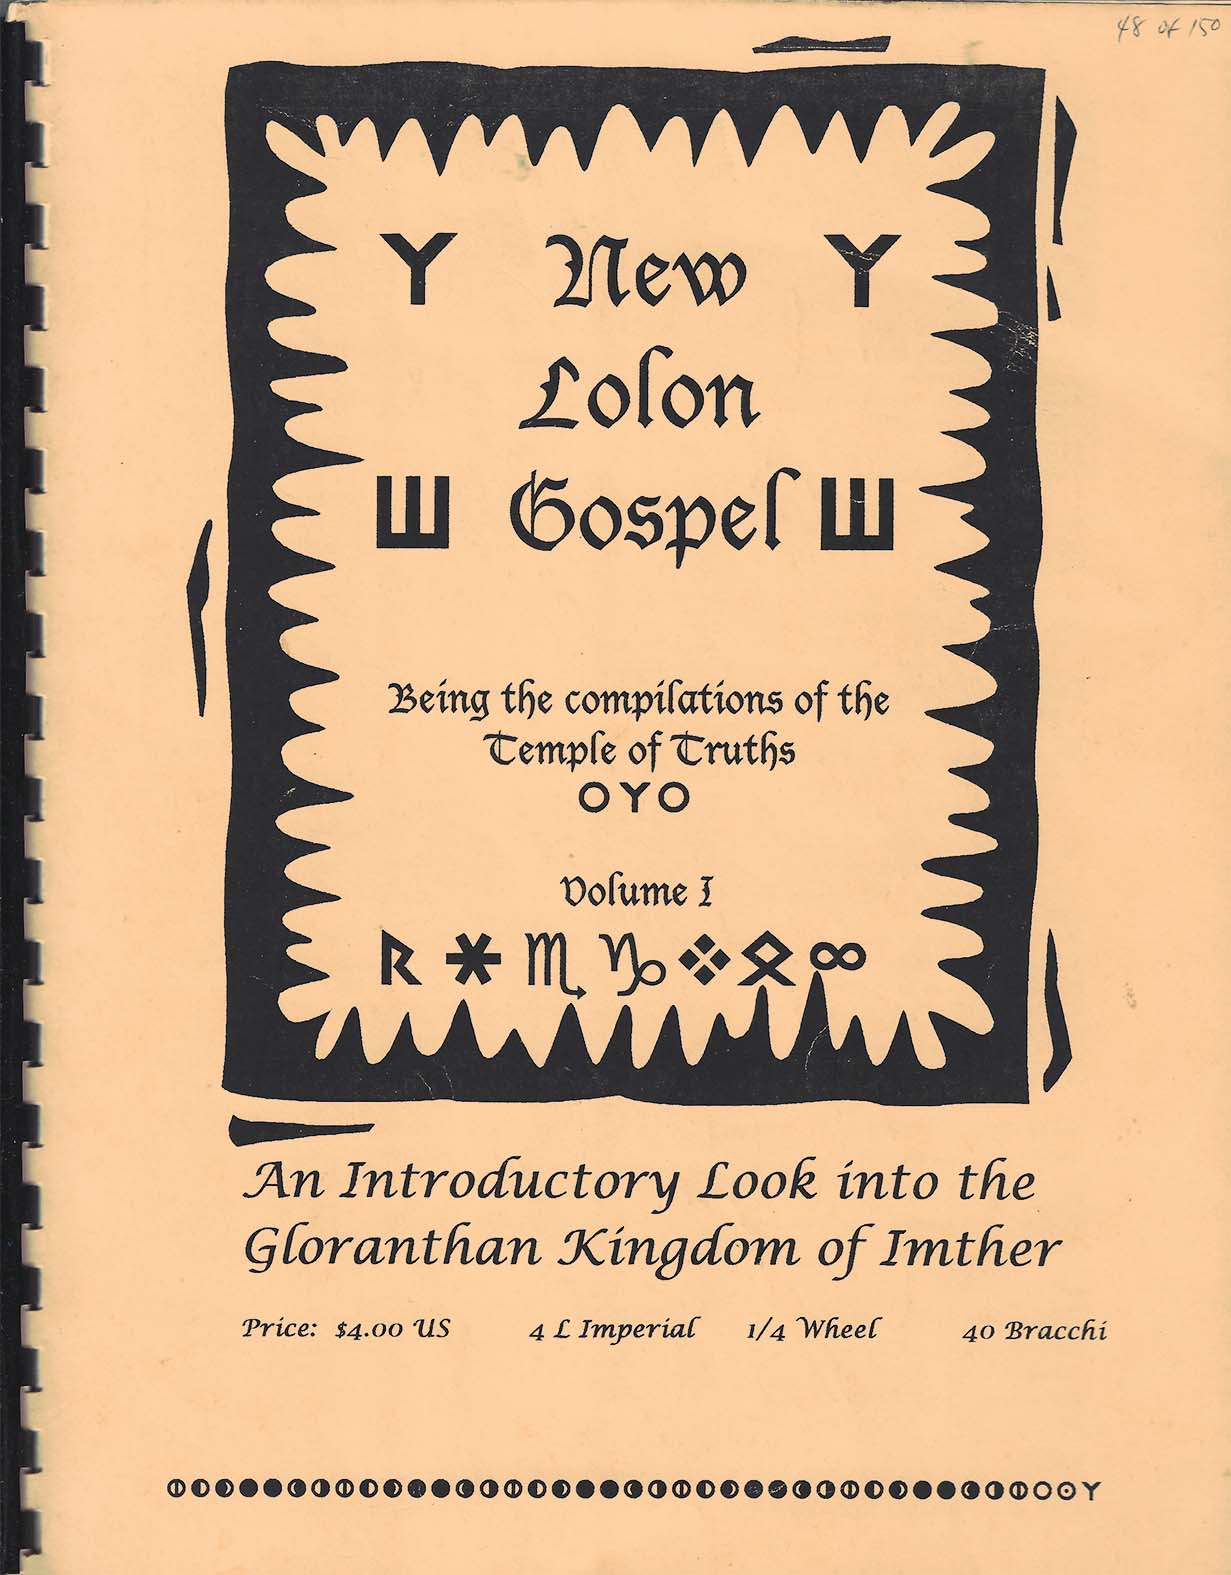 48 of 150
Y New Y
Lolon
Ш Gospel Ш
Being the compilations of the
Temple of Truths
OYO
Volume I
An Introductory Look into the
Gloranthan Kingdom of Imther
Price: $4.00 US 4 £ Imperial 1/4 Wheel 40 Bracchi